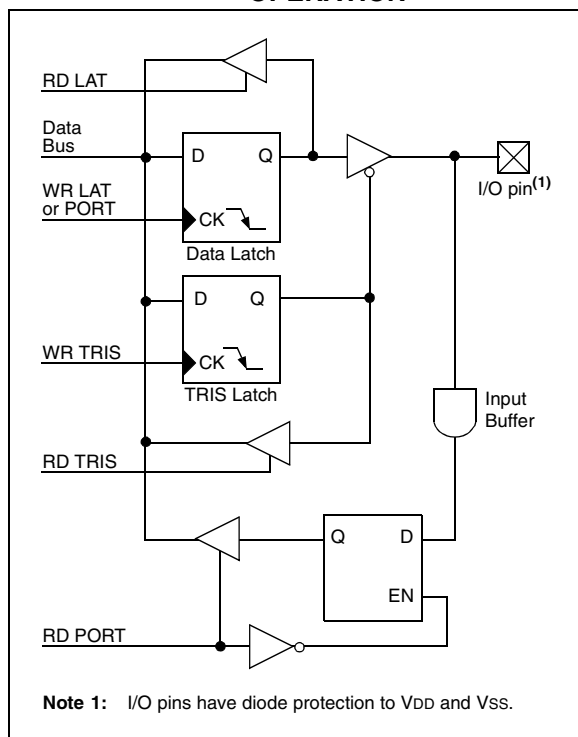 OPERATION
RD LAT
Data
Bus
D Q
WR LAT
or PORT
CK
Data Latch
I/O pin(1)
D Q
WR TRIS
CK
TRIS Latch
Input
Buffer
RD TRIS
Q D
EN
RD PORT
Note 1: I/O pins have diode protection to VDD and VSS.